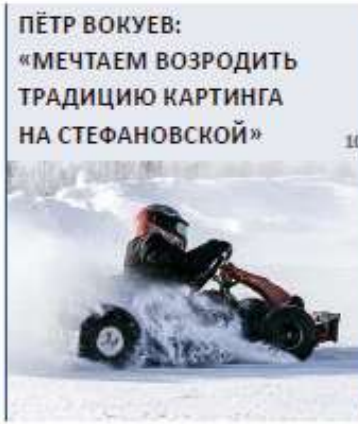 ПЁТР ВОКУЕВ:
«МЕЧТАЕМ ВОЗРОДИТЬ
ТРАДИЦИЮ КАРТИНГА
НА СТЕФАНОВСКОЙ»